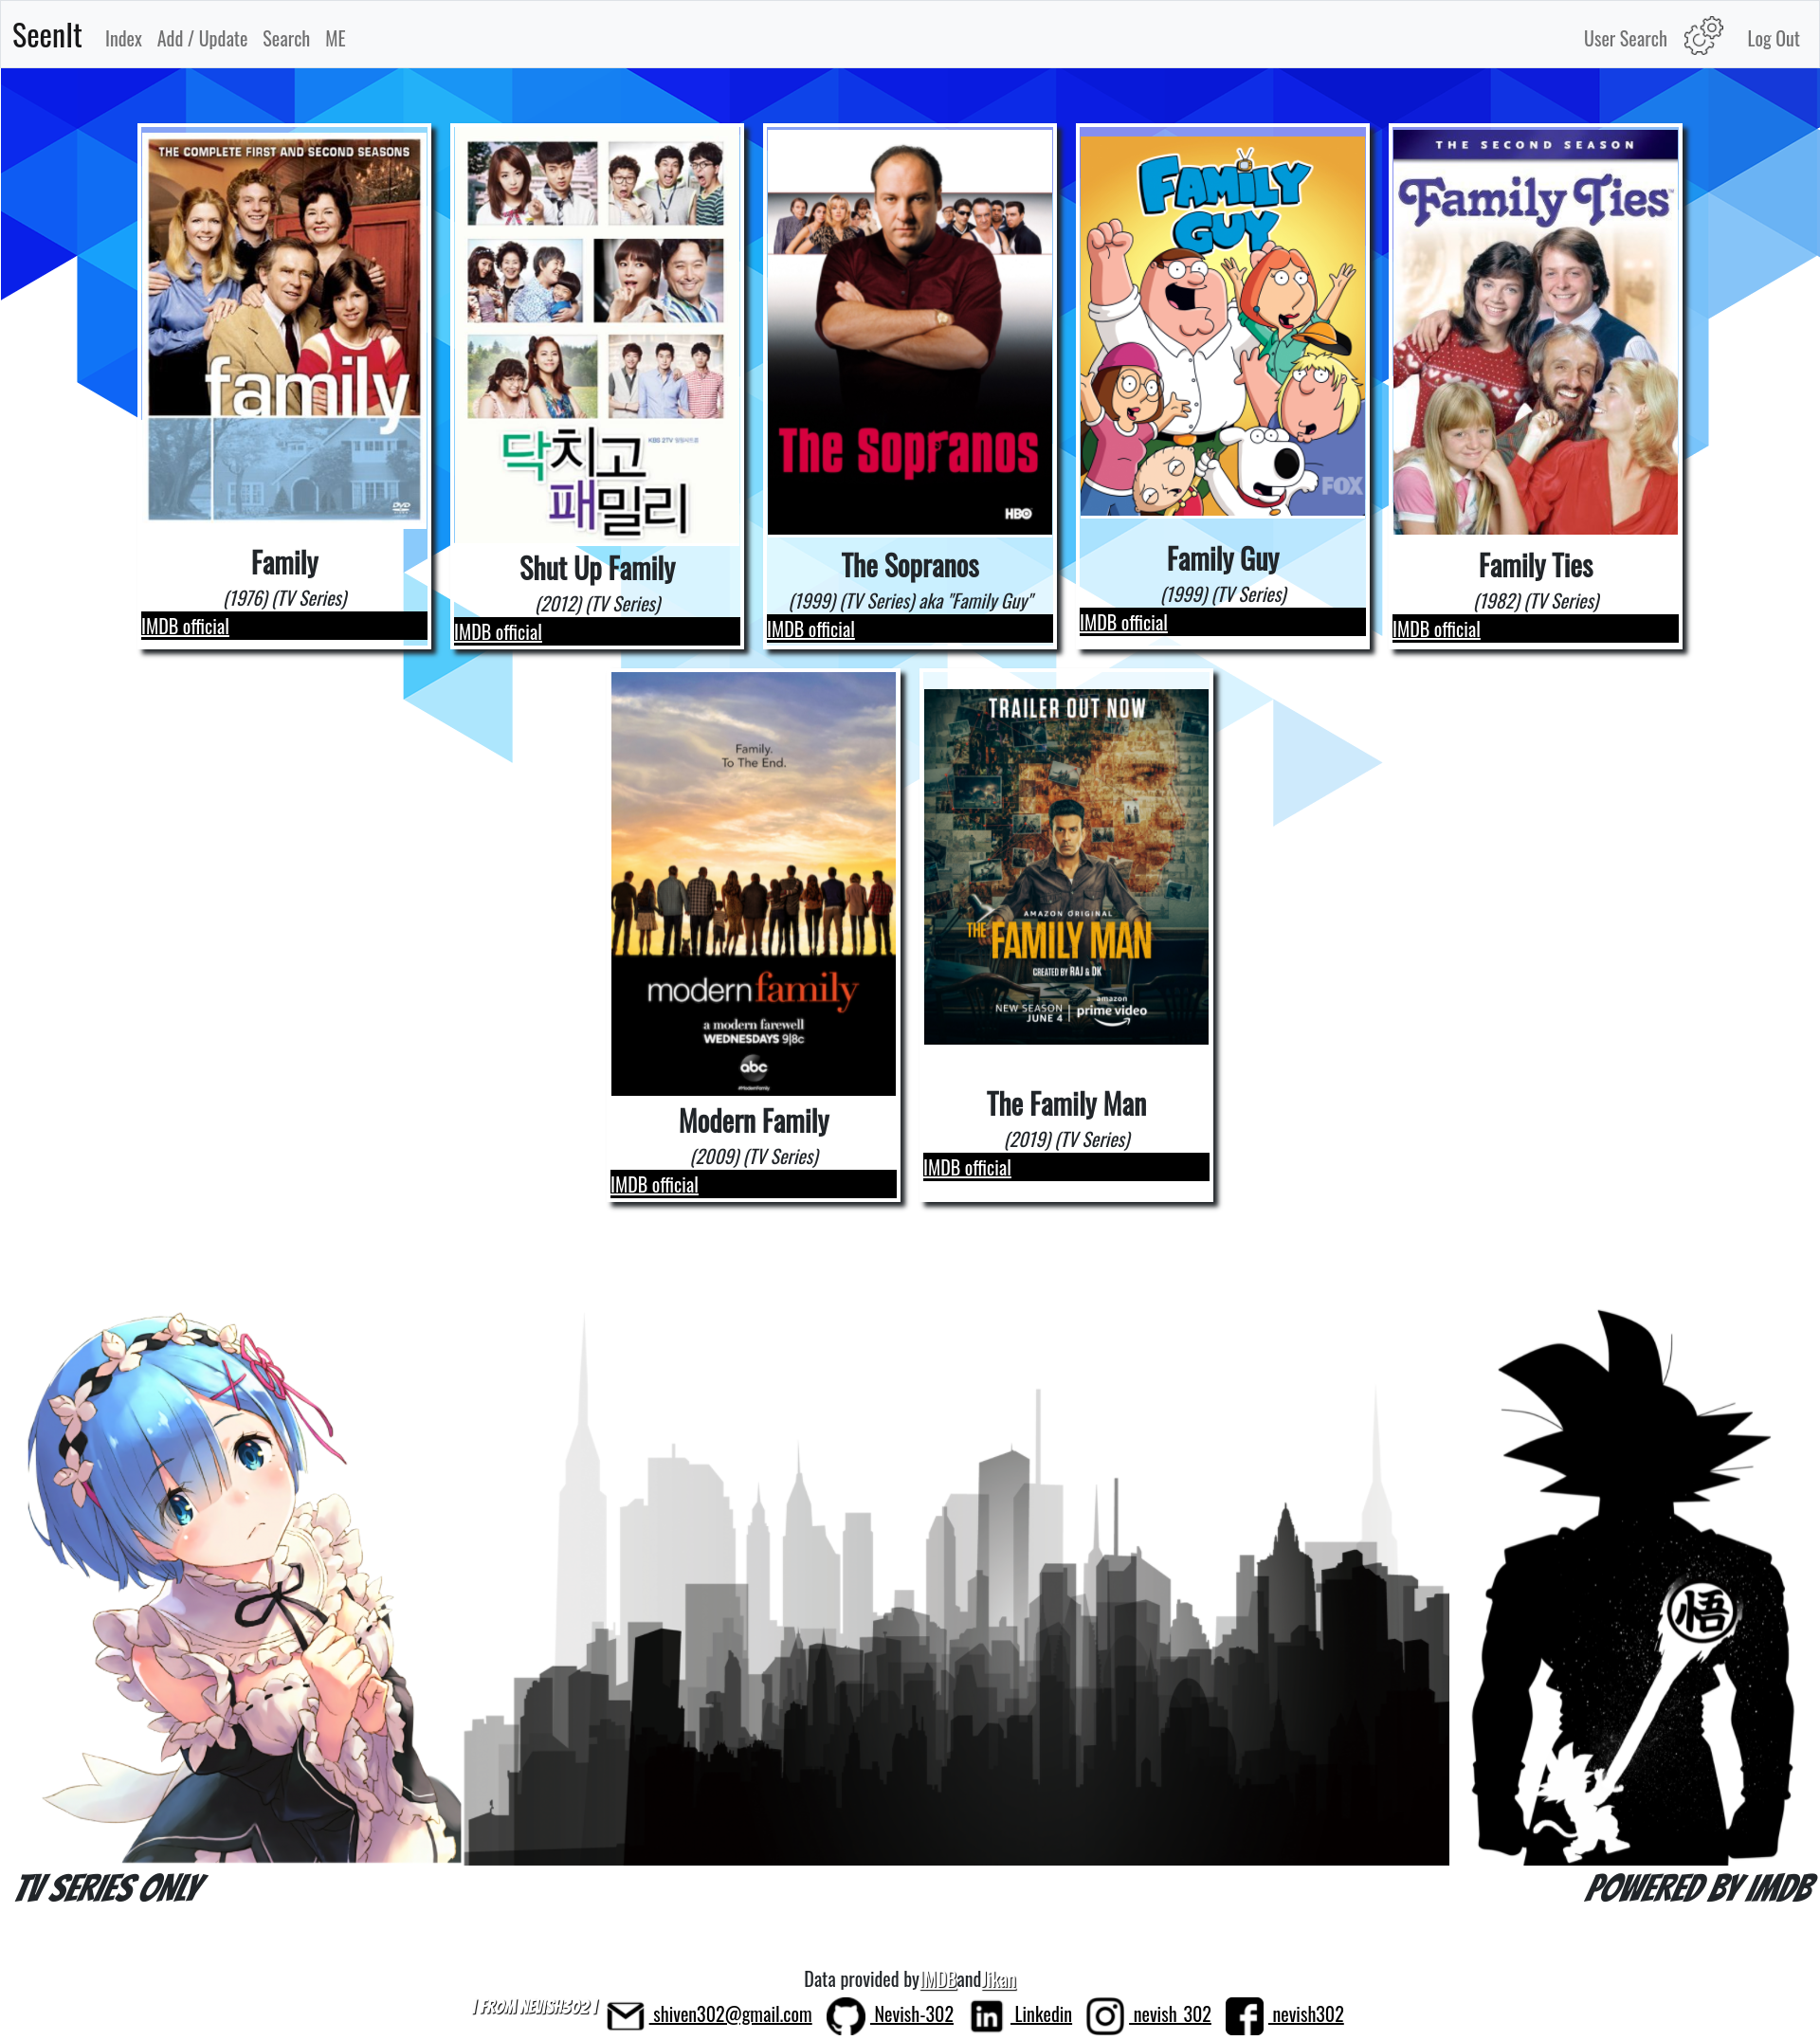 SeenIt Index Add / Update Search ME User Search Log Out
THE COMPLETE FIRST AND SECOND SEASONS
family
DVD
Family
(1976) (TV Series)
IMDB official
KBS 2TV
닥치고
패밀리
Shut Up Family
(2012) (TV Series)
IMDB official
The Sopranos
HBO
The Sopranos
(1999) (TV Series) aka "Family Guy"
IMDB official
FAMILY
GUY
FOX
Family Guy
(1999) (TV Series)
IMDB official
THE SECOND SEASON
Family Ties
Family Ties
(1982) (TV Series)
IMDB official
Family.
To The End.
modern family
a modern farewell
WEDNESDAYS 9|8c
abc
#ModernFamily
Modern Family
(2009) (TV Series)
IMDB official
TRAILER OUT NOW
AMAZON ORIGINAL
THE FAMILY MAN
CREATED BY RAJ & DK
NEW SEASON
JUNE 4
amazon
prime video
The Family Man
(2019) (TV Series)
IMDB official
悟
TV SERIES ONLY
POWERED BY IMDB
Data provided by IMDB and Jikan
| FROM NEVISH302 | shiven302@gmail.com Nevish-302 Linkedin nevish_302 nevish302